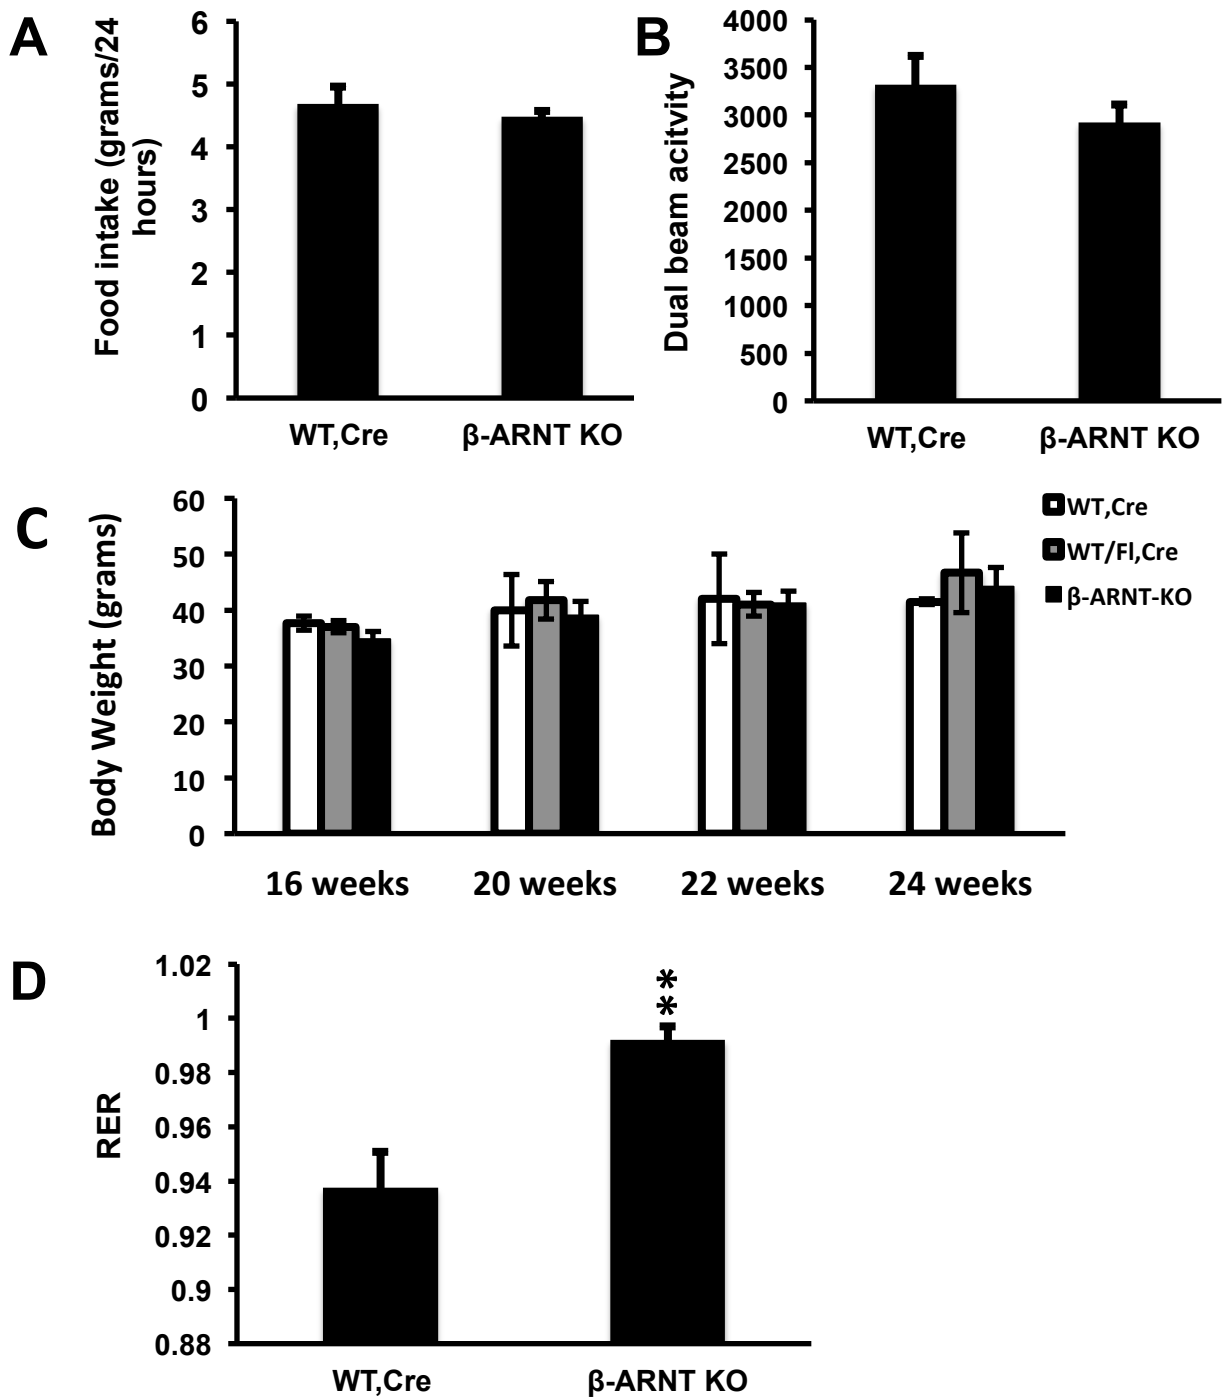 A
Food intake (grams/24
hours)
6
5
4
3
2
1
0
WT,Cre
β-ARNT KO
B
Dual beam acitvity
4000
3500
3000
2500
2000
1500
1000
500
0
WT,Cre
β-ARNT KO
C
Body Weight (grams)
60
50
40
30
20
10
0
16 weeks
20 weeks
22 weeks
24 weeks
WT,Cre
WT/Fl,Cre
β-ARNT-KO
D
RER
1.02
1
0.98
0.96
0.94
0.92
0.9
0.88
**
WT,Cre
β-ARNT KO